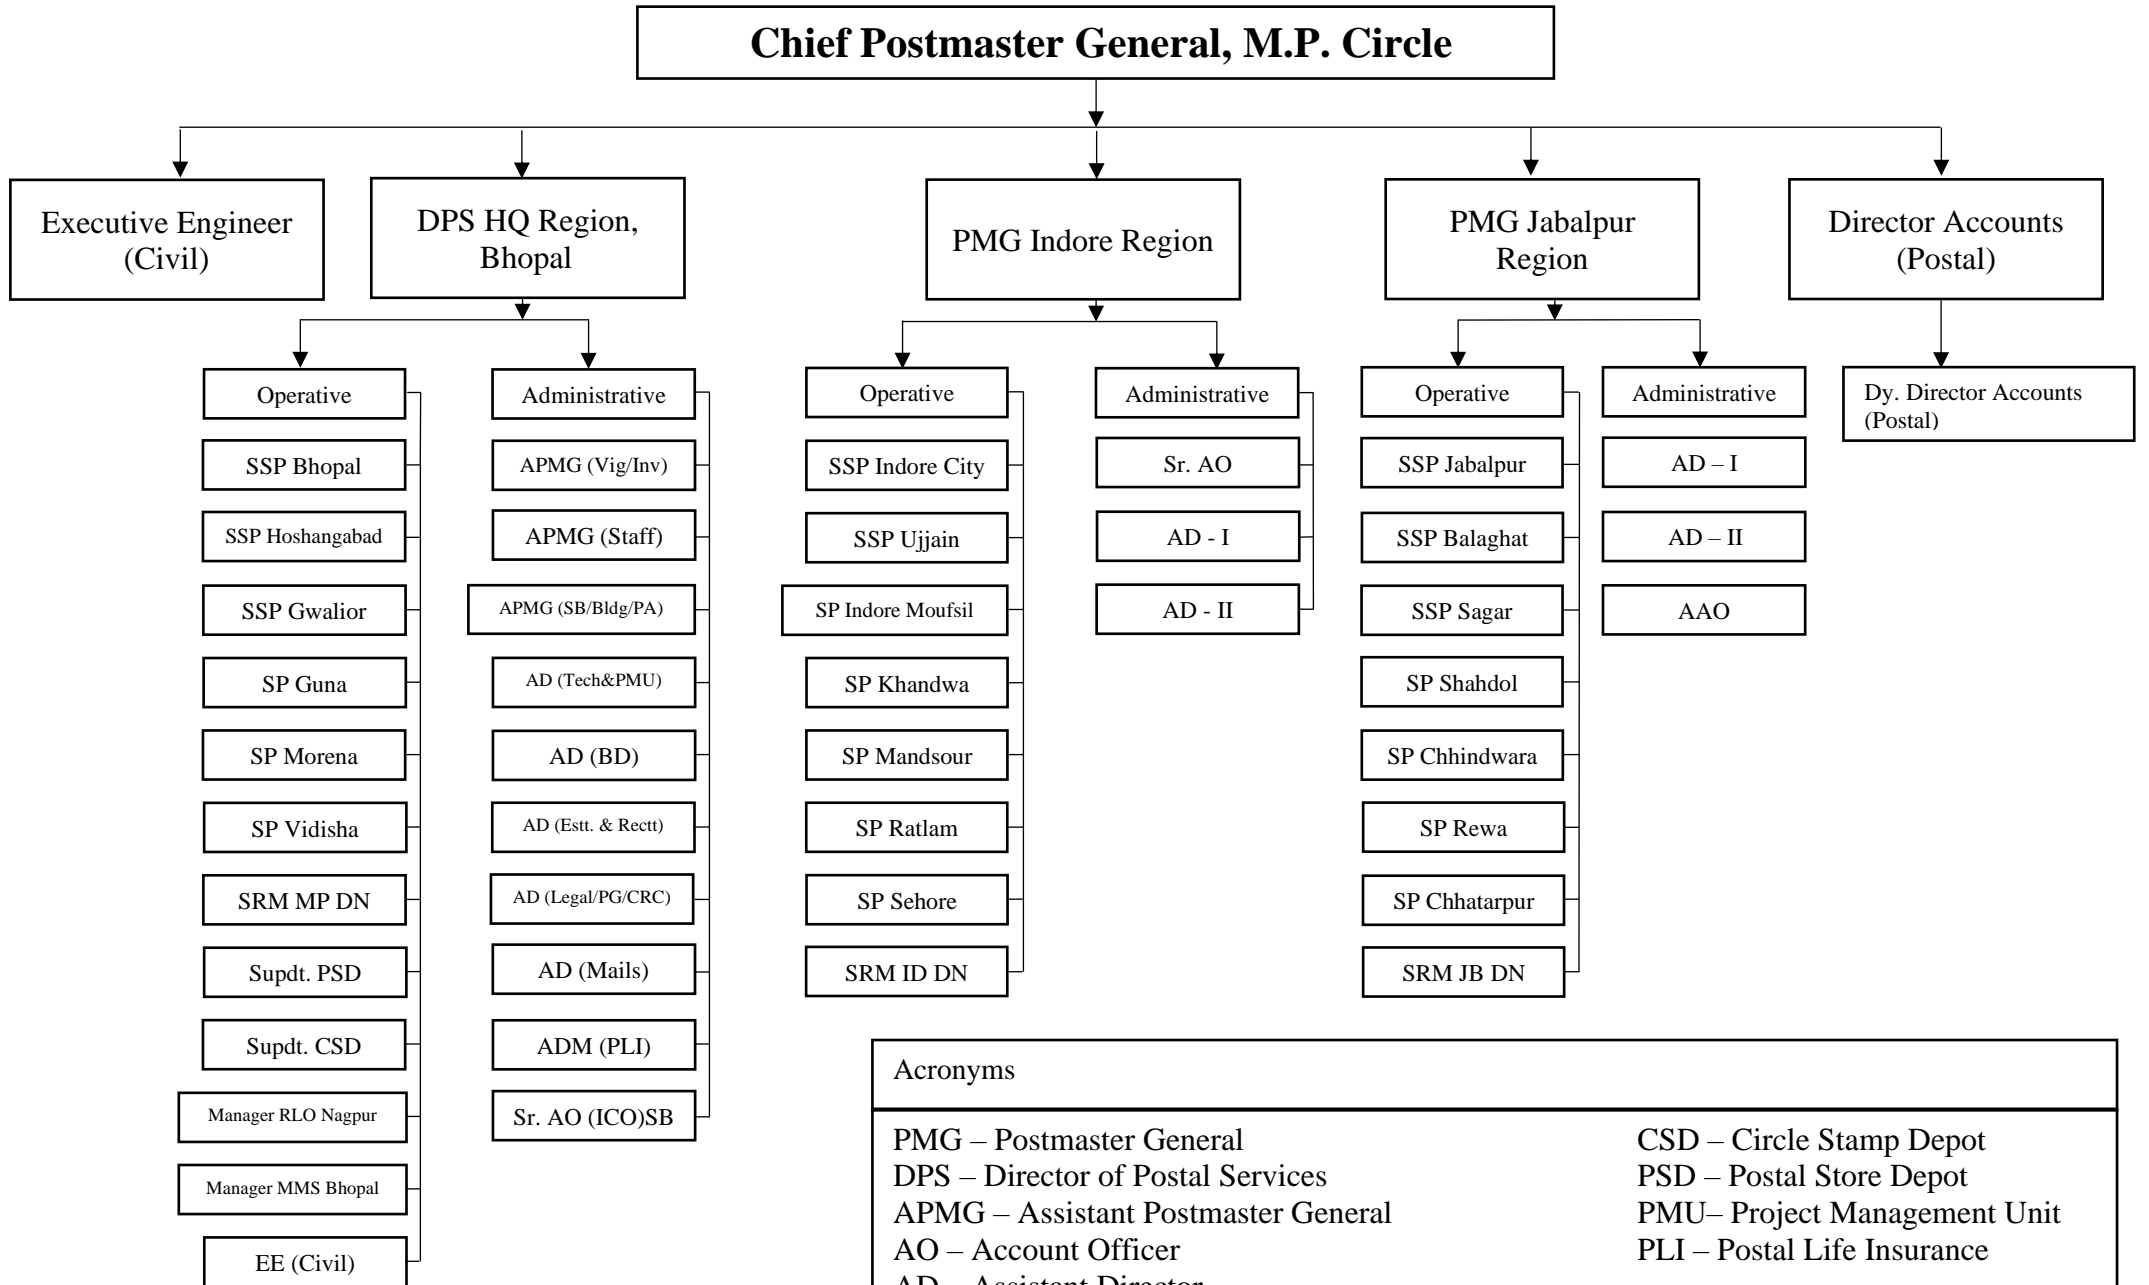 Chief Postmaster General, M.P. Circle
Executive Engineer
(Civil)
DPS HQ Region,
Bhopal
PMG Indore Region
PMG Jabalpur
Region
Director Accounts
(Postal)
Operative
SSP Bhopal
SSP Hoshangabad
SSP Gwalior
SP Guna
SP Morena
SP Vidisha
SRM MP DN
Supdt. PSD
Supdt. CSD
Manager RLO Nagpur
Manager MMS Bhopal
EE (Civil)
Administrative
APMG (Vig/Inv)
APMG (Staff)
APMG (SB/Bldg/PA)
AD (Tech&PMU)
AD (BD)
AD (Estt. & Rectt)
AD (Legal/PG/CRC)
AD (Mails)
ADM (PLI)
Sr. AO (ICO)SB
Operative
SSP Indore City
SSP Ujjain
SP Indore Moufsil
SP Khandwa
SP Mandsour
SP Ratlam
SP Sehore
SRM ID DN
Administrative
Sr. AO
AD - I
AD - II
Operative
SSP Jabalpur
SSP Balaghat
SSP Sagar
SP Shahdol
SP Chhindwara
SP Rewa
SP Chhatarpur
SRM JB DN
Administrative
AD – I
AD – II
AAO
Dy. Director Accounts
(Postal)
Acronyms
PMG – Postmaster General
DPS – Director of Postal Services
APMG – Assistant Postmaster General
AO – Account Officer
AD – Assistant Director
CSD – Circle Stamp Depot
PSD – Postal Store Depot
PMU– Project Management Unit
PLI – Postal Life Insurance